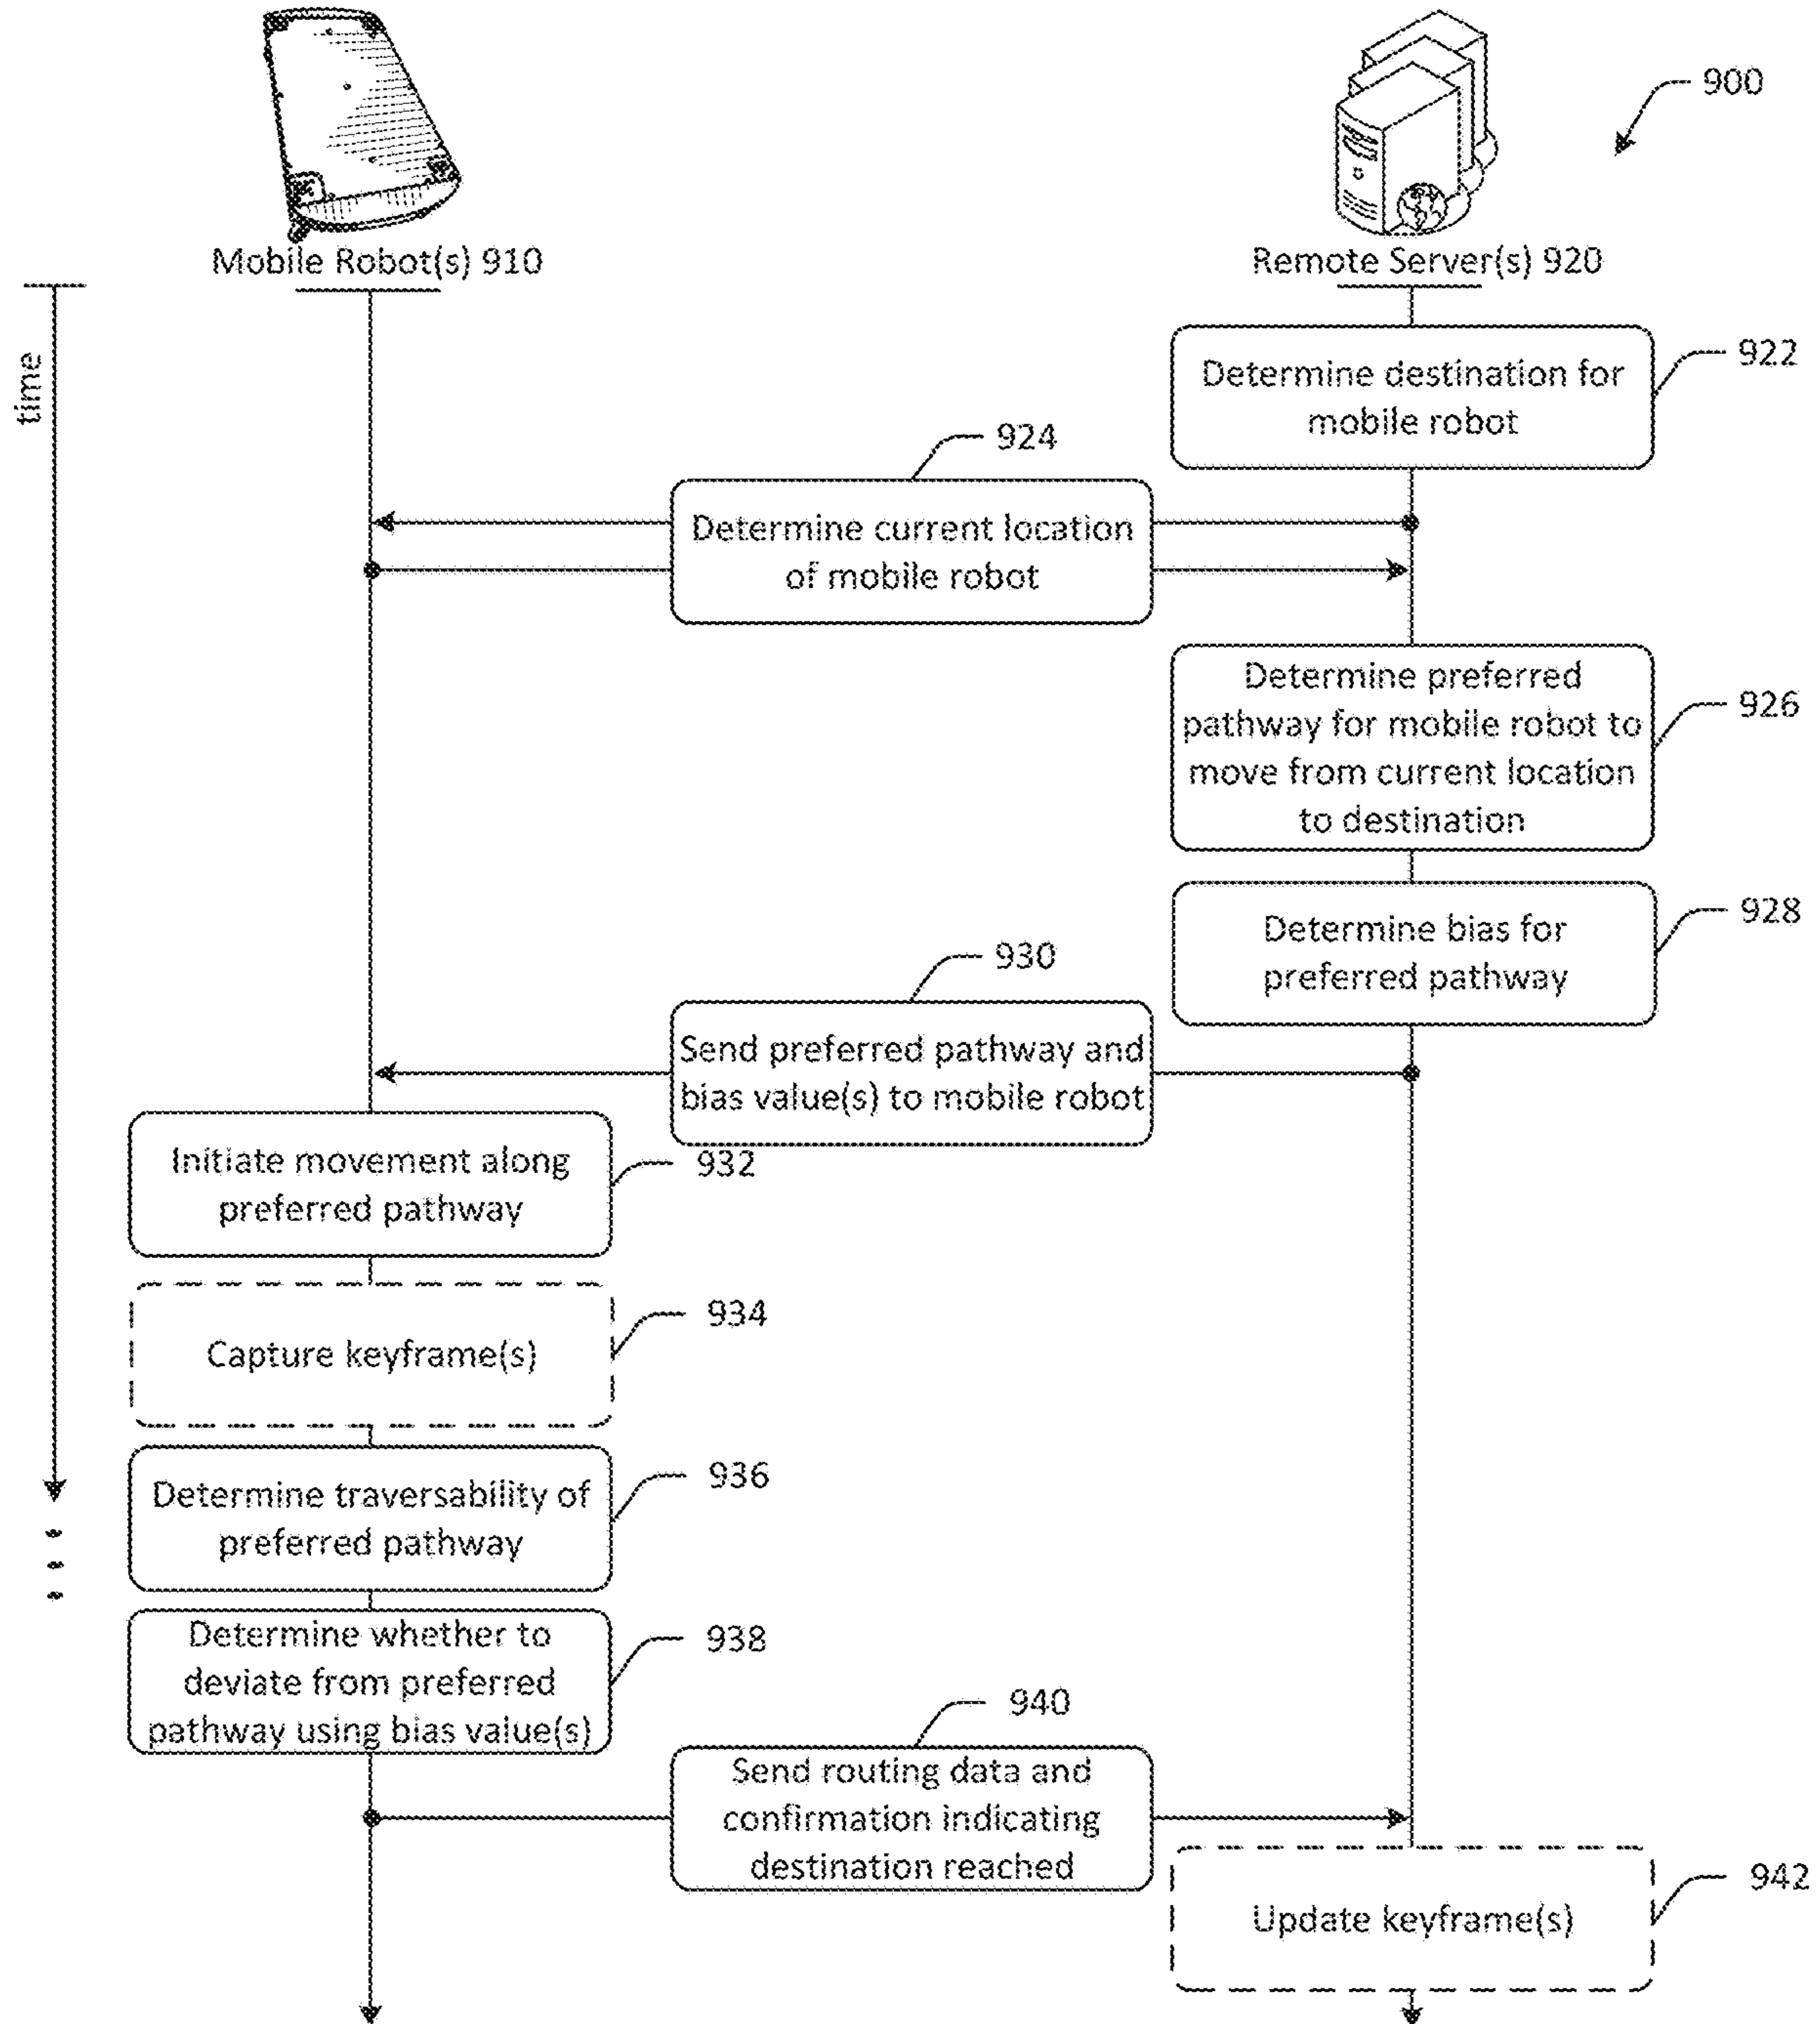 900
Mobile Robot(s) 910
Remote Server(s) 920
time
Determine destination for
mobile robot
922
924
Determine current location
of mobile robot
Determine preferred
pathway for mobile robot to
move from current location
to destination
926
Determine bias for
preferred pathway
928
930
Send preferred pathway and
bias value(s) to mobile robot
Initiate movement along
preferred pathway
932
Capture keyframe(s)
934
Determine traversability of
preferred pathway
936
Determine whether to
deviate from preferred
pathway using bias value(s)
938
940
Send routing data and
confirmation indicating
destination reached
Update keyframe(s)
942